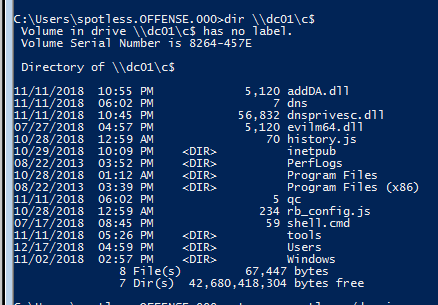 C:\Users\spotless.OFFENSE.000>dir \\dc01\c$
 Volume in drive \\dc01\c$ has no label.
 Volume Serial Number is 8264-457E

 Directory of \\dc01\c$

11/11/2018  10:55 PM             5,120 addDA.dll
11/11/2018  06:02 PM                 7 dns
11/11/2018  10:45 PM            56,832 dnsprivesc.dll
07/27/2018  04:57 PM             5,120 evilm64.dll
10/28/2018  12:59 AM                70 history.js
10/29/2018  10:09 PM    <DIR>          inetpub
08/22/2013  03:52 PM    <DIR>          PerfLogs
10/28/2018  01:12 AM    <DIR>          Program Files
08/22/2013  03:39 PM    <DIR>          Program Files (x86)
11/11/2018  06:02 PM                 5 qc
10/28/2018  12:59 AM               234 rb_config.js
07/17/2018  08:45 PM                59 shell.cmd
11/11/2018  05:26 PM    <DIR>          tools
12/17/2018  04:59 PM    <DIR>          Users
11/02/2018  02:57 PM    <DIR>          Windows
               8 File(s)         67,447 bytes
               7 Dir(s)  42,680,418,304 bytes free